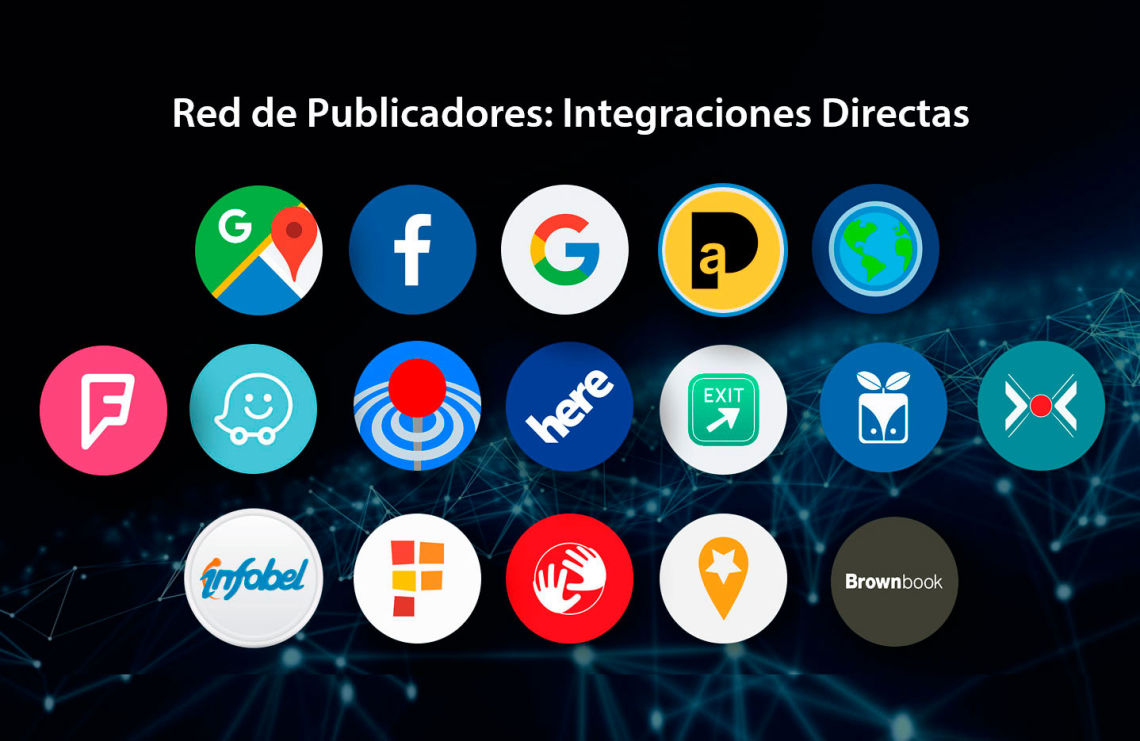 Red de Publicadores: Integraciones Directas
G
f
G
a
F
here
EXIT
infobel
Brownbook